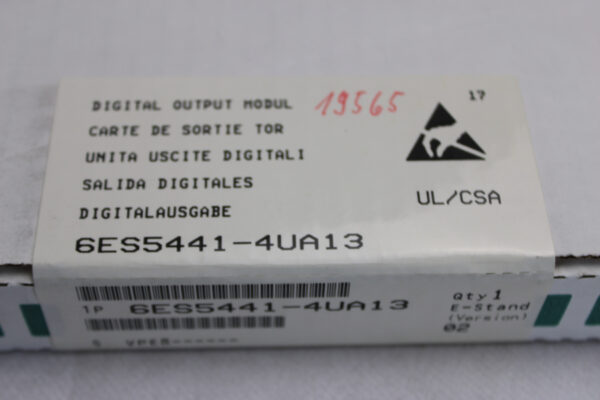 DIGITAL OUTPUT MODUL 19565 17
CARTE DE SORTIE TOR
UNITA USCITE DIGITALI
SALIDA DIGITALES
DIGITALAUSGABE
UL/CSA
6ES5441-4UA13
1P 6ES5441-4UA13
Qty 1
E-Stand
(Version)
02
S